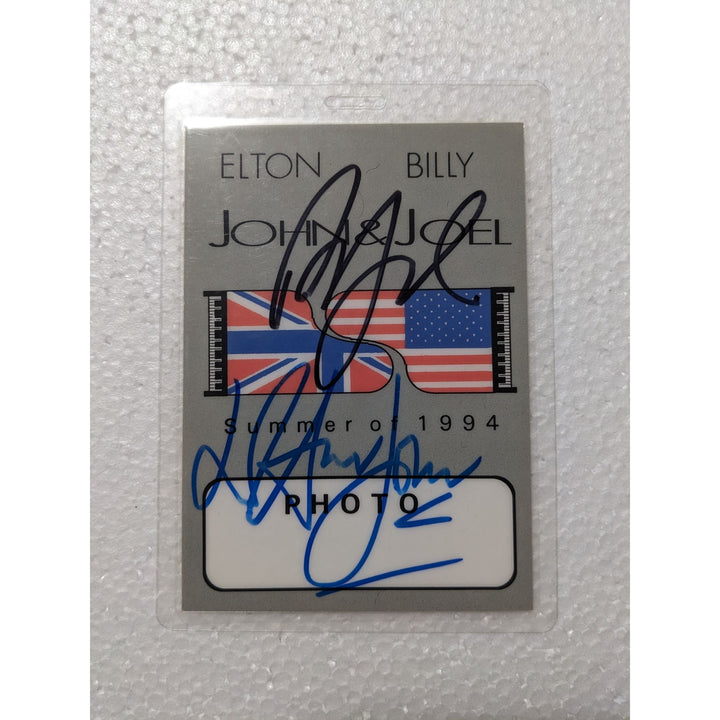 ELTON BILLY
JOHN & JOEL
Summer of 1994
PHOTO